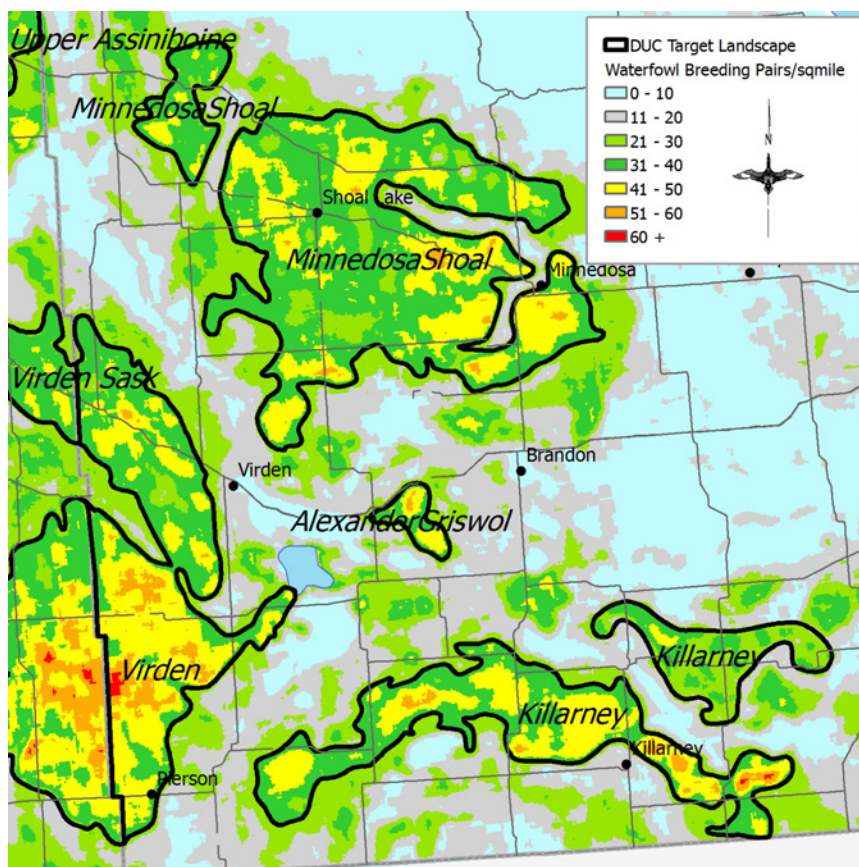 Upper Assiniboine
MinnedosaShoal
DUC Target Landscape
Waterfowl Breeding Pairs/sqmile
0 - 10
11 - 20
21 - 30
31 - 40
41 - 50
51 - 60
60 +
N
Shoal Lake
MinnedosaShoal
Minnedosa
Virden Sask
Virden
Brandon
AlexanderGriswol
Virden
Killarney
Killarney
Killarney
Pierson